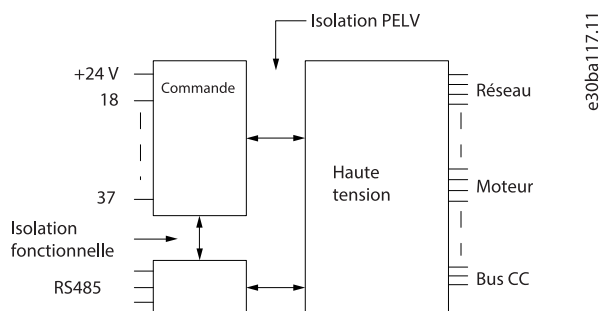 Isolation PELV
e30ba117.11
+24 V
Commande
18
Réseau
Haute
tension
Moteur
37
Isolation
fonctionnelle
RS485
Bus CC